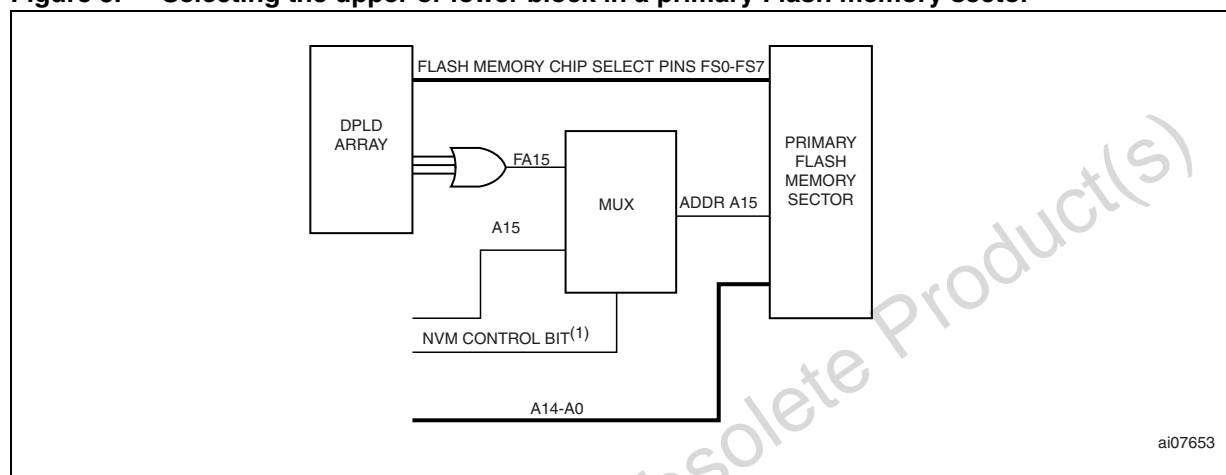 Figure 5. Selecting the upper or lower block in a primary Flash memory sector
FLASH MEMORY CHIP SELECT PINS FS0-FS7
DPLD
ARRAY
FA15
MUX
ADDR A15
PRIMARY
FLASH
MEMORY
SECTOR
A15
NVM CONTROL BIT(1)
A14-A0
ai07653
Obsolete Product(s)